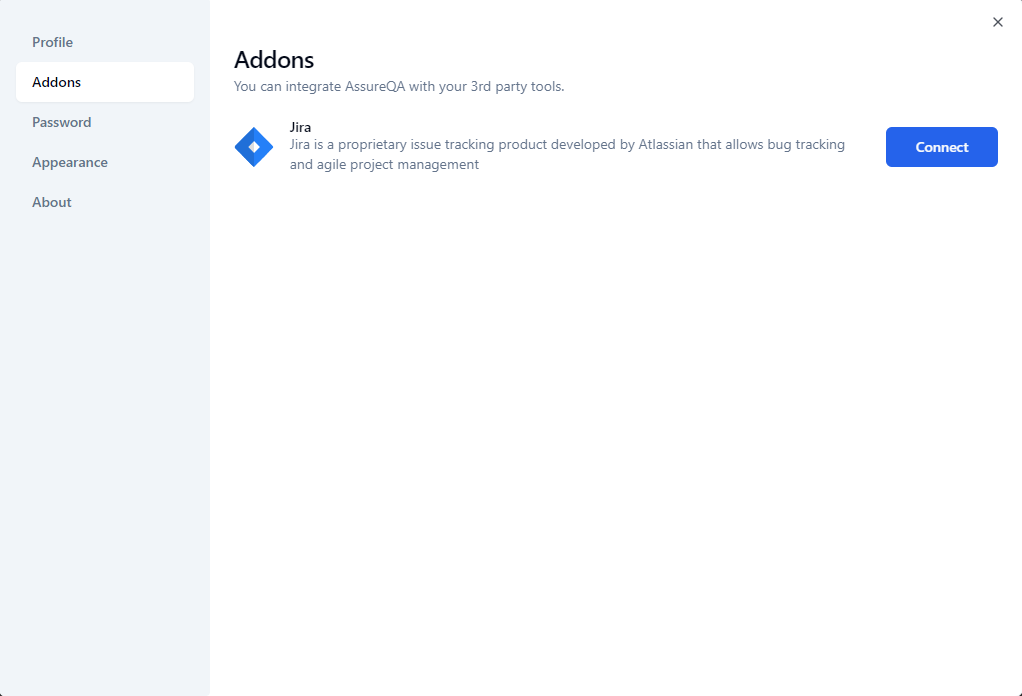 Profile
Addons
Password
Appearance
About
Addons
You can integrate AssureQA with your 3rd party tools.
Jira
Jira is a proprietary issue tracking product developed by Atlassian that allows bug tracking
and agile project management
Connect